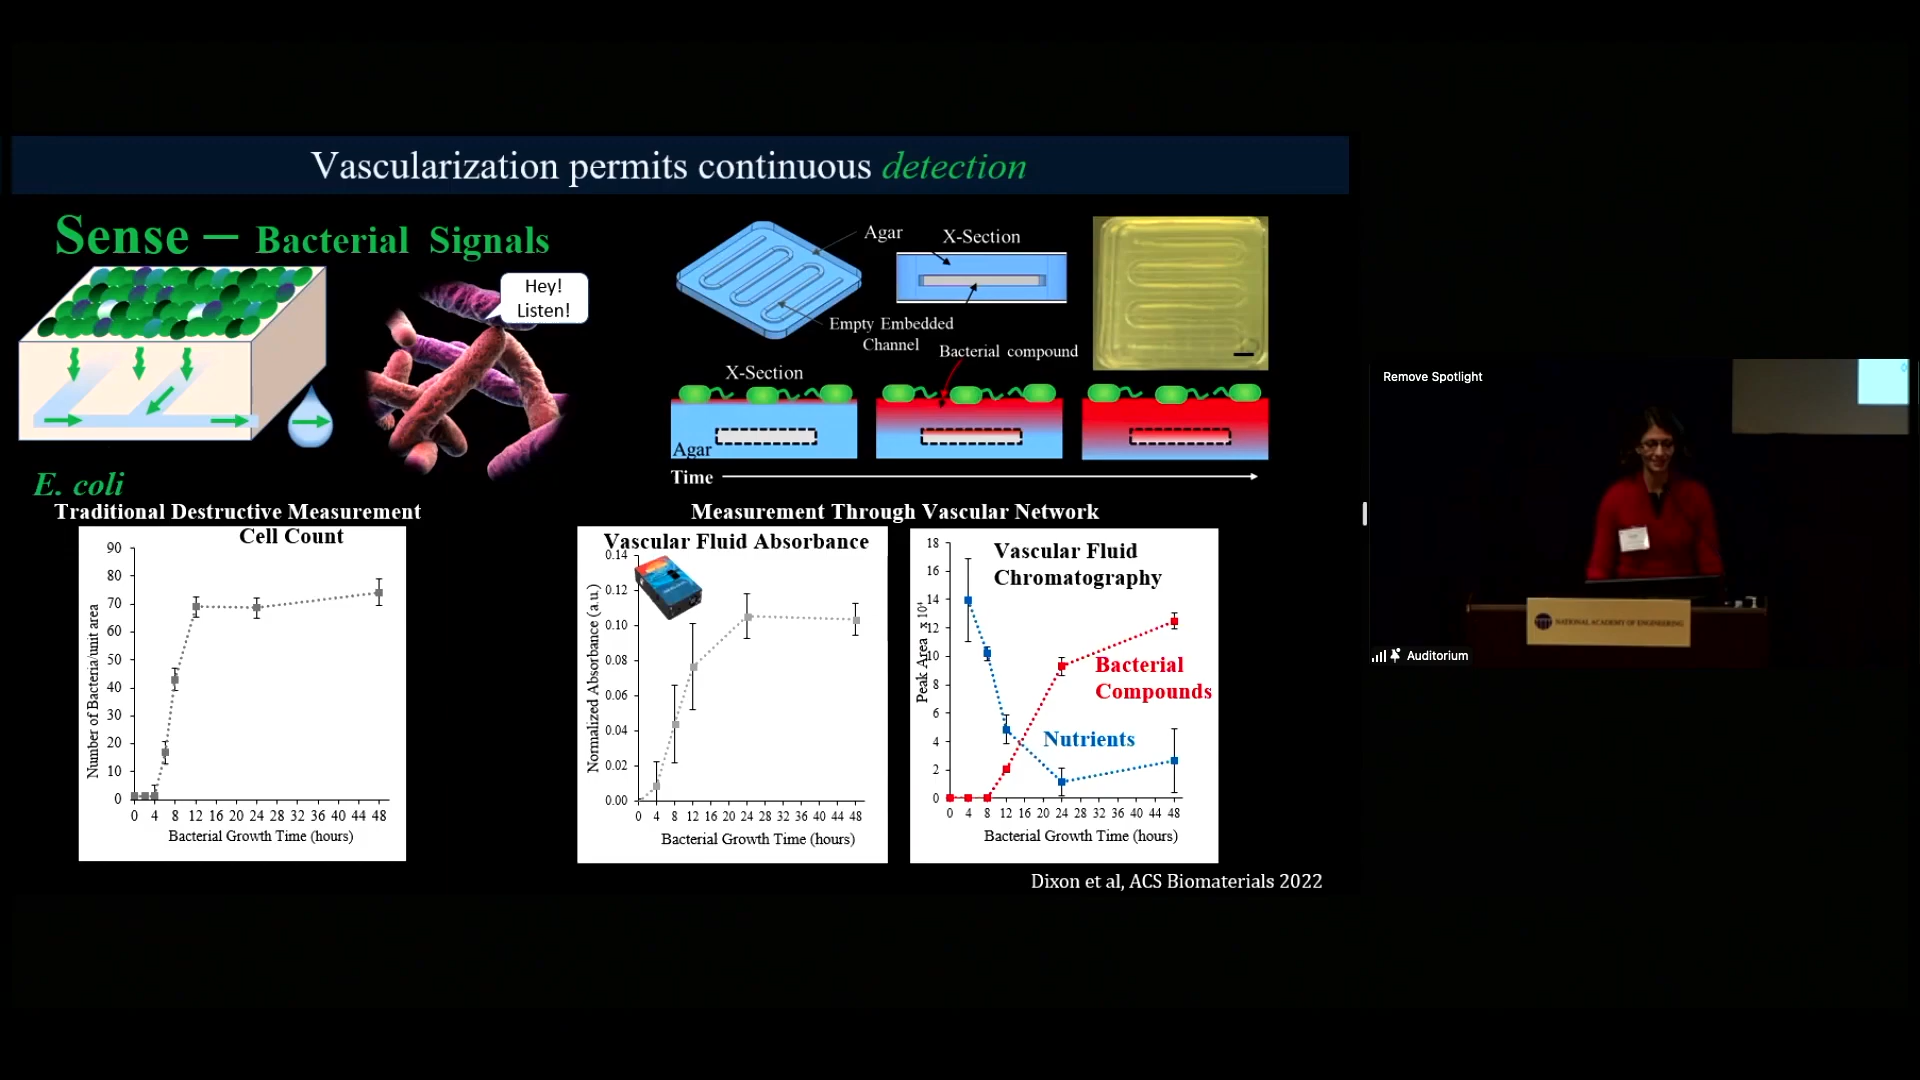 Vascularization permits continuous detection
Sense – Bacterial Signals
Hey!
Listen!
Agar
X-Section
Empty Embedded
Channel
Bacterial compound
X-Section
Agar
Time
E. coli
Traditional Destructive Measurement
Cell Count
90
80
70
60
50
40
30
20
10
0
Number of Bacteria/unit area
0 4 8 12 16 20 24 28 32 36 40 44 48
Bacterial Growth Time (hours)
Measurement Through Vascular Network
Vascular Fluid Absorbance
0.14
0.12
0.10
0.08
0.06
0.04
0.02
0.00
Normalized Absorbance (a.u.)
0 4 8 12 16 20 24 28 32 36 40 44 48
Bacterial Growth Time (hours)
Vascular Fluid
Chromatography
18
16
14
12
10
8
6
4
2
0
Peak Area x 10⁴
Bacterial
Compounds
Nutrients
0 4 8 12 16 20 24 28 32 36 40 44 48
Bacterial Growth Time (hours)
Dixon et al, ACS Biomaterials 2022
Remove Spotlight
NATIONAL ACADEMY OF ENGINEERING
Auditorium